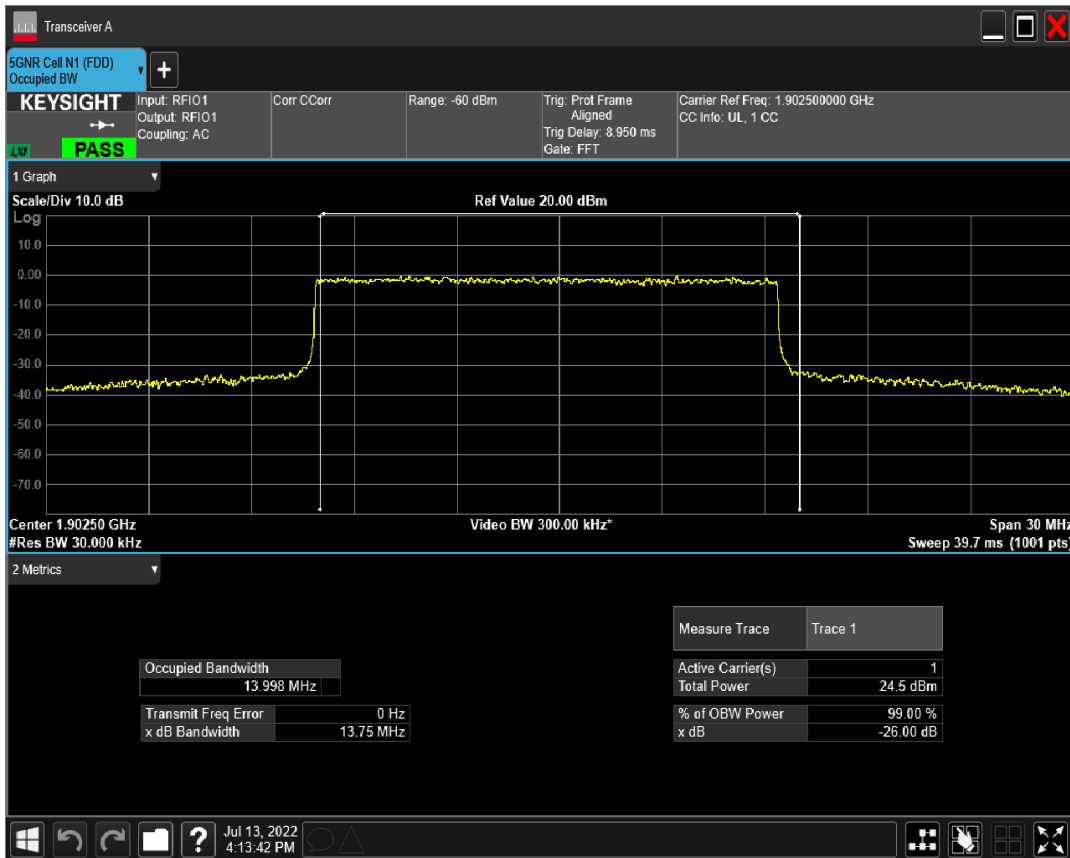 Transceiver A
5GNR Cell N1 (FDD)
Occupied BW
KEYSIGHT
LXI
PASS
Input: RFIO1
Output: RFIO1
Coupling: AC
Corr CCorr
Range: -60 dBm
Trig: Prot Frame
Aligned
Trig Delay: 8.950 ms
Gate: FFT
Carrier Ref Freq: 1.902500000 GHz
CC Info: UL, 1 CC
1 Graph
Scale/Div 10.0 dB
Ref Value 20.00 dBm
Log
10.0
0.00
-10.0
-20.0
-30.0
-40.0
-50.0
-60.0
-70.0
Center 1.90250 GHz
Video BW 300.00 kHz*
Span 30 MHz
#Res BW 30.000 kHz
Sweep 39.7 ms (1001 pts)
2 Metrics
Measure Trace Trace 1
Occupied Bandwidth
13.998 MHz
Active Carrier(s) 1
Total Power 24.5 dBm
Transmit Freq Error 0 Hz
x dB Bandwidth 13.75 MHz
% of OBW Power 99.00 %
x dB -26.00 dB
?
Jul 13, 2022
4:13:42 PM